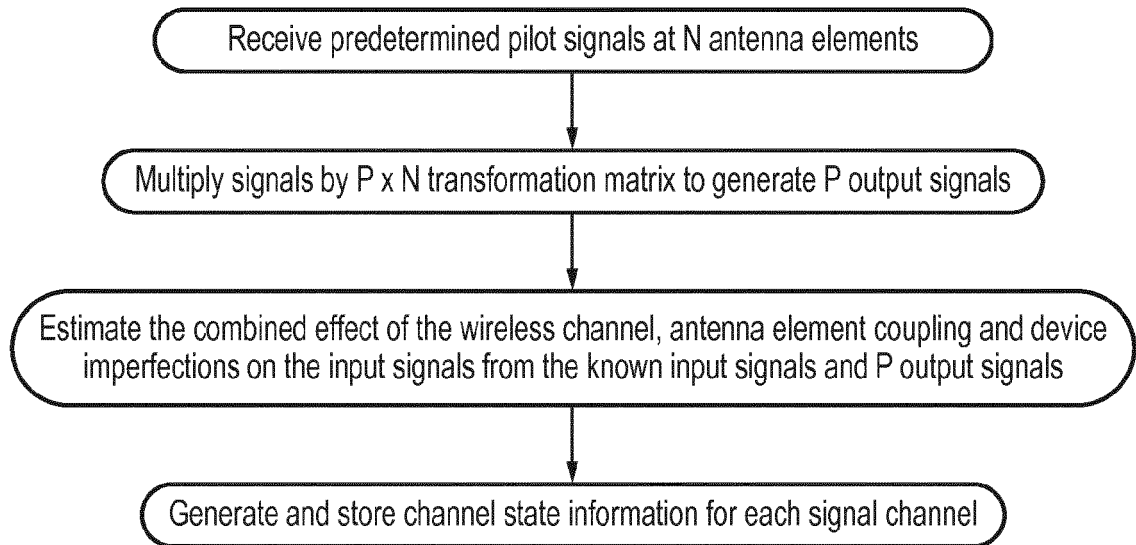 Receive predetermined pilot signals at N antenna elements
Multiply signals by P x N transformation matrix to generate P output signals
Estimate the combined effect of the wireless channel, antenna element coupling and device
imperfections on the input signals from the known input signals and P output signals
Generate and store channel state information for each signal channel